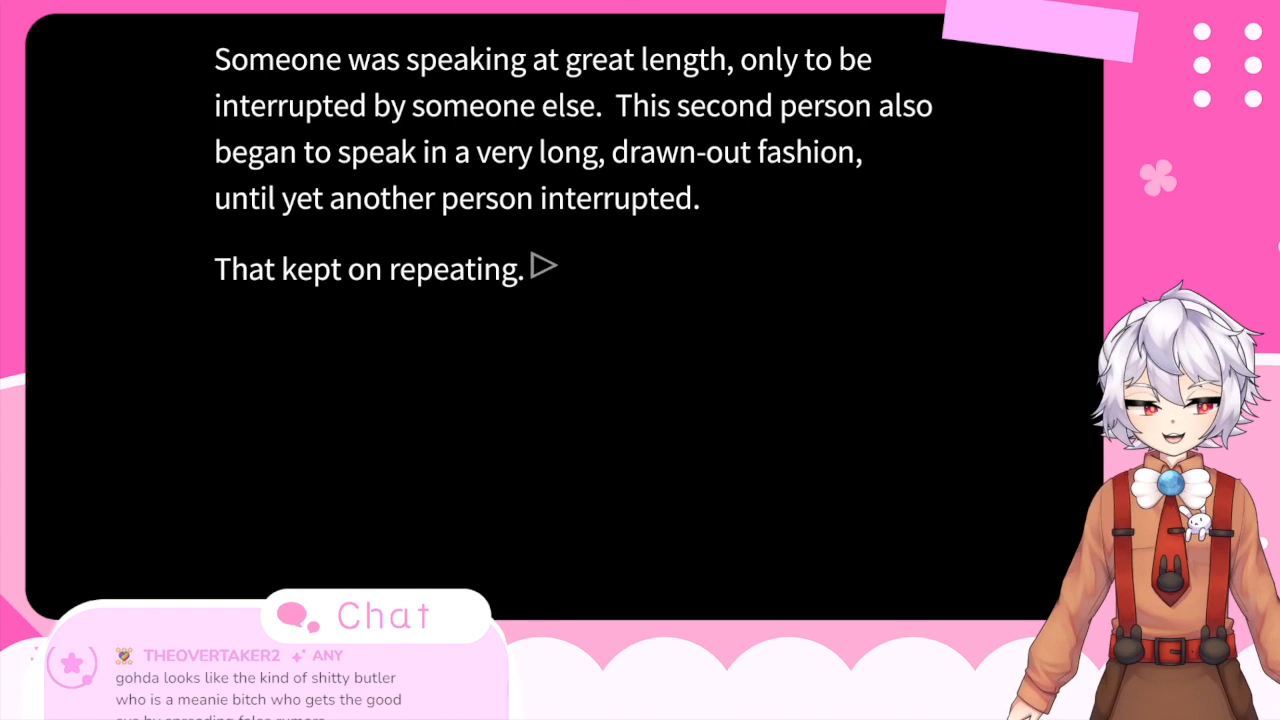 Someone was speaking at great length, only to be
interrupted by someone else.  This second person also
began to speak in a very long, drawn-out fashion,
until yet another person interrupted.
That kept on repeating.
Chat
THEOVERTAKER2 ANY
gohda looks like the kind of shitty butler
who is a meanie bitch who gets the good